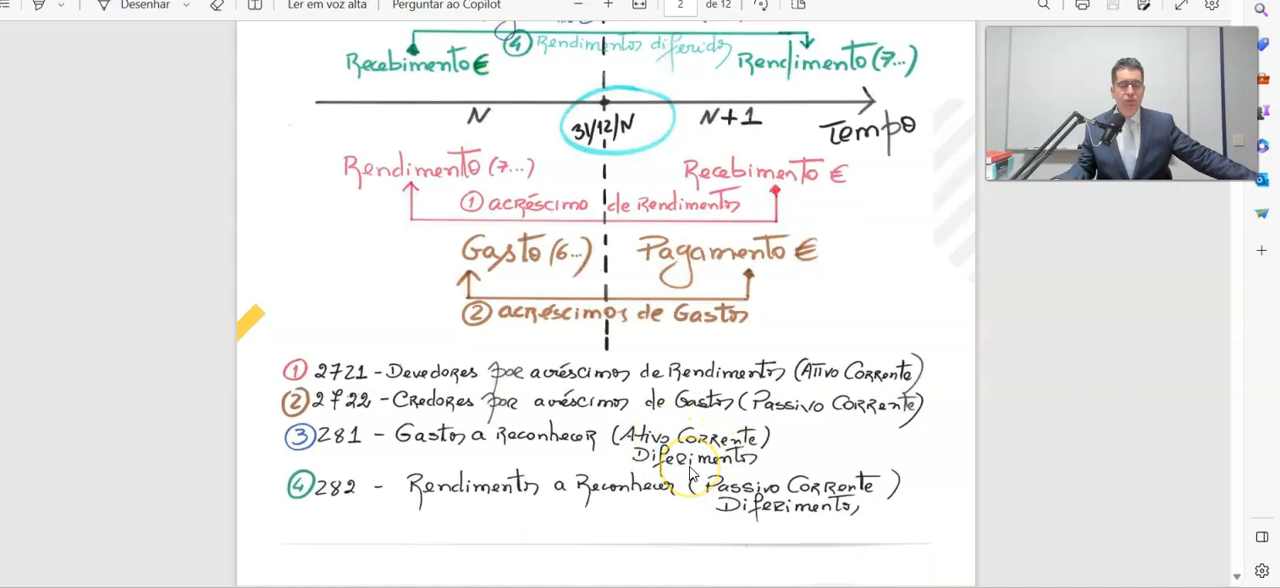 Desenhar
Ler em voz alta
Perguntar ao Copilot
2
de 12
④ Rendimentos diferidos
Recebimento €
Rendimento (7...)
N
31/12/N
N+1
Tempo
Rendimento (7...)
Recebimento €
① acréscimo de Rendimentos
Gasto (6...)
Pagamento €
② acréscimos de Gastos
① 2721 - Devedores por acréscimos de Rendimentos (Ativo Corrente)
② 2722 - Credores por acréscimos de Gastos (Passivo Corrente)
③ 281 - Gastos a Reconhecer (Ativo Corrente)
Diferimentos
④ 282 - Rendimentos a Reconhecer (Passivo Corrente)
Diferimentos